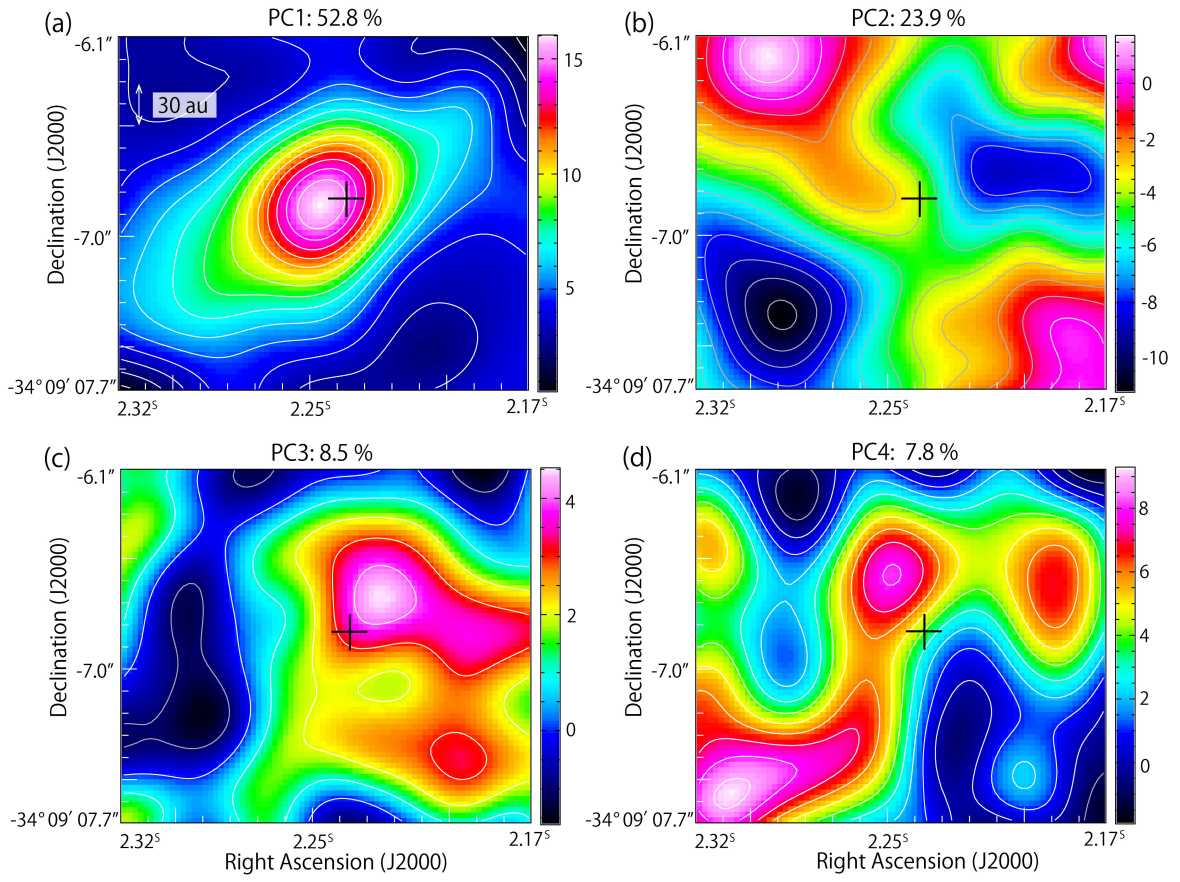 (a) PC1: 52.8 %
-6.1″
15
30 au
10
Declination (J2000)
-7.0″
5
-34° 09′ 07.7″
2.32ˢ 2.25ˢ 2.17ˢ
(b) PC2: 23.9 %
-6.1″
0
-2
-4
Declination (J2000)
-7.0″
-6
-8
-10
-34° 09′ 07.7″
2.32ˢ 2.25ˢ 2.17ˢ
(c) PC3: 8.5 %
-6.1″
4
2
Declination (J2000)
-7.0″
0
-34° 09′ 07.7″
2.32ˢ 2.25ˢ 2.17ˢ
Right Ascension (J2000)
(d) PC4: 7.8 %
-6.1″
8
6
4
Declination (J2000)
-7.0″
2
0
-34° 09′ 07.7″
2.32ˢ 2.25ˢ 2.17ˢ
Right Ascension (J2000)